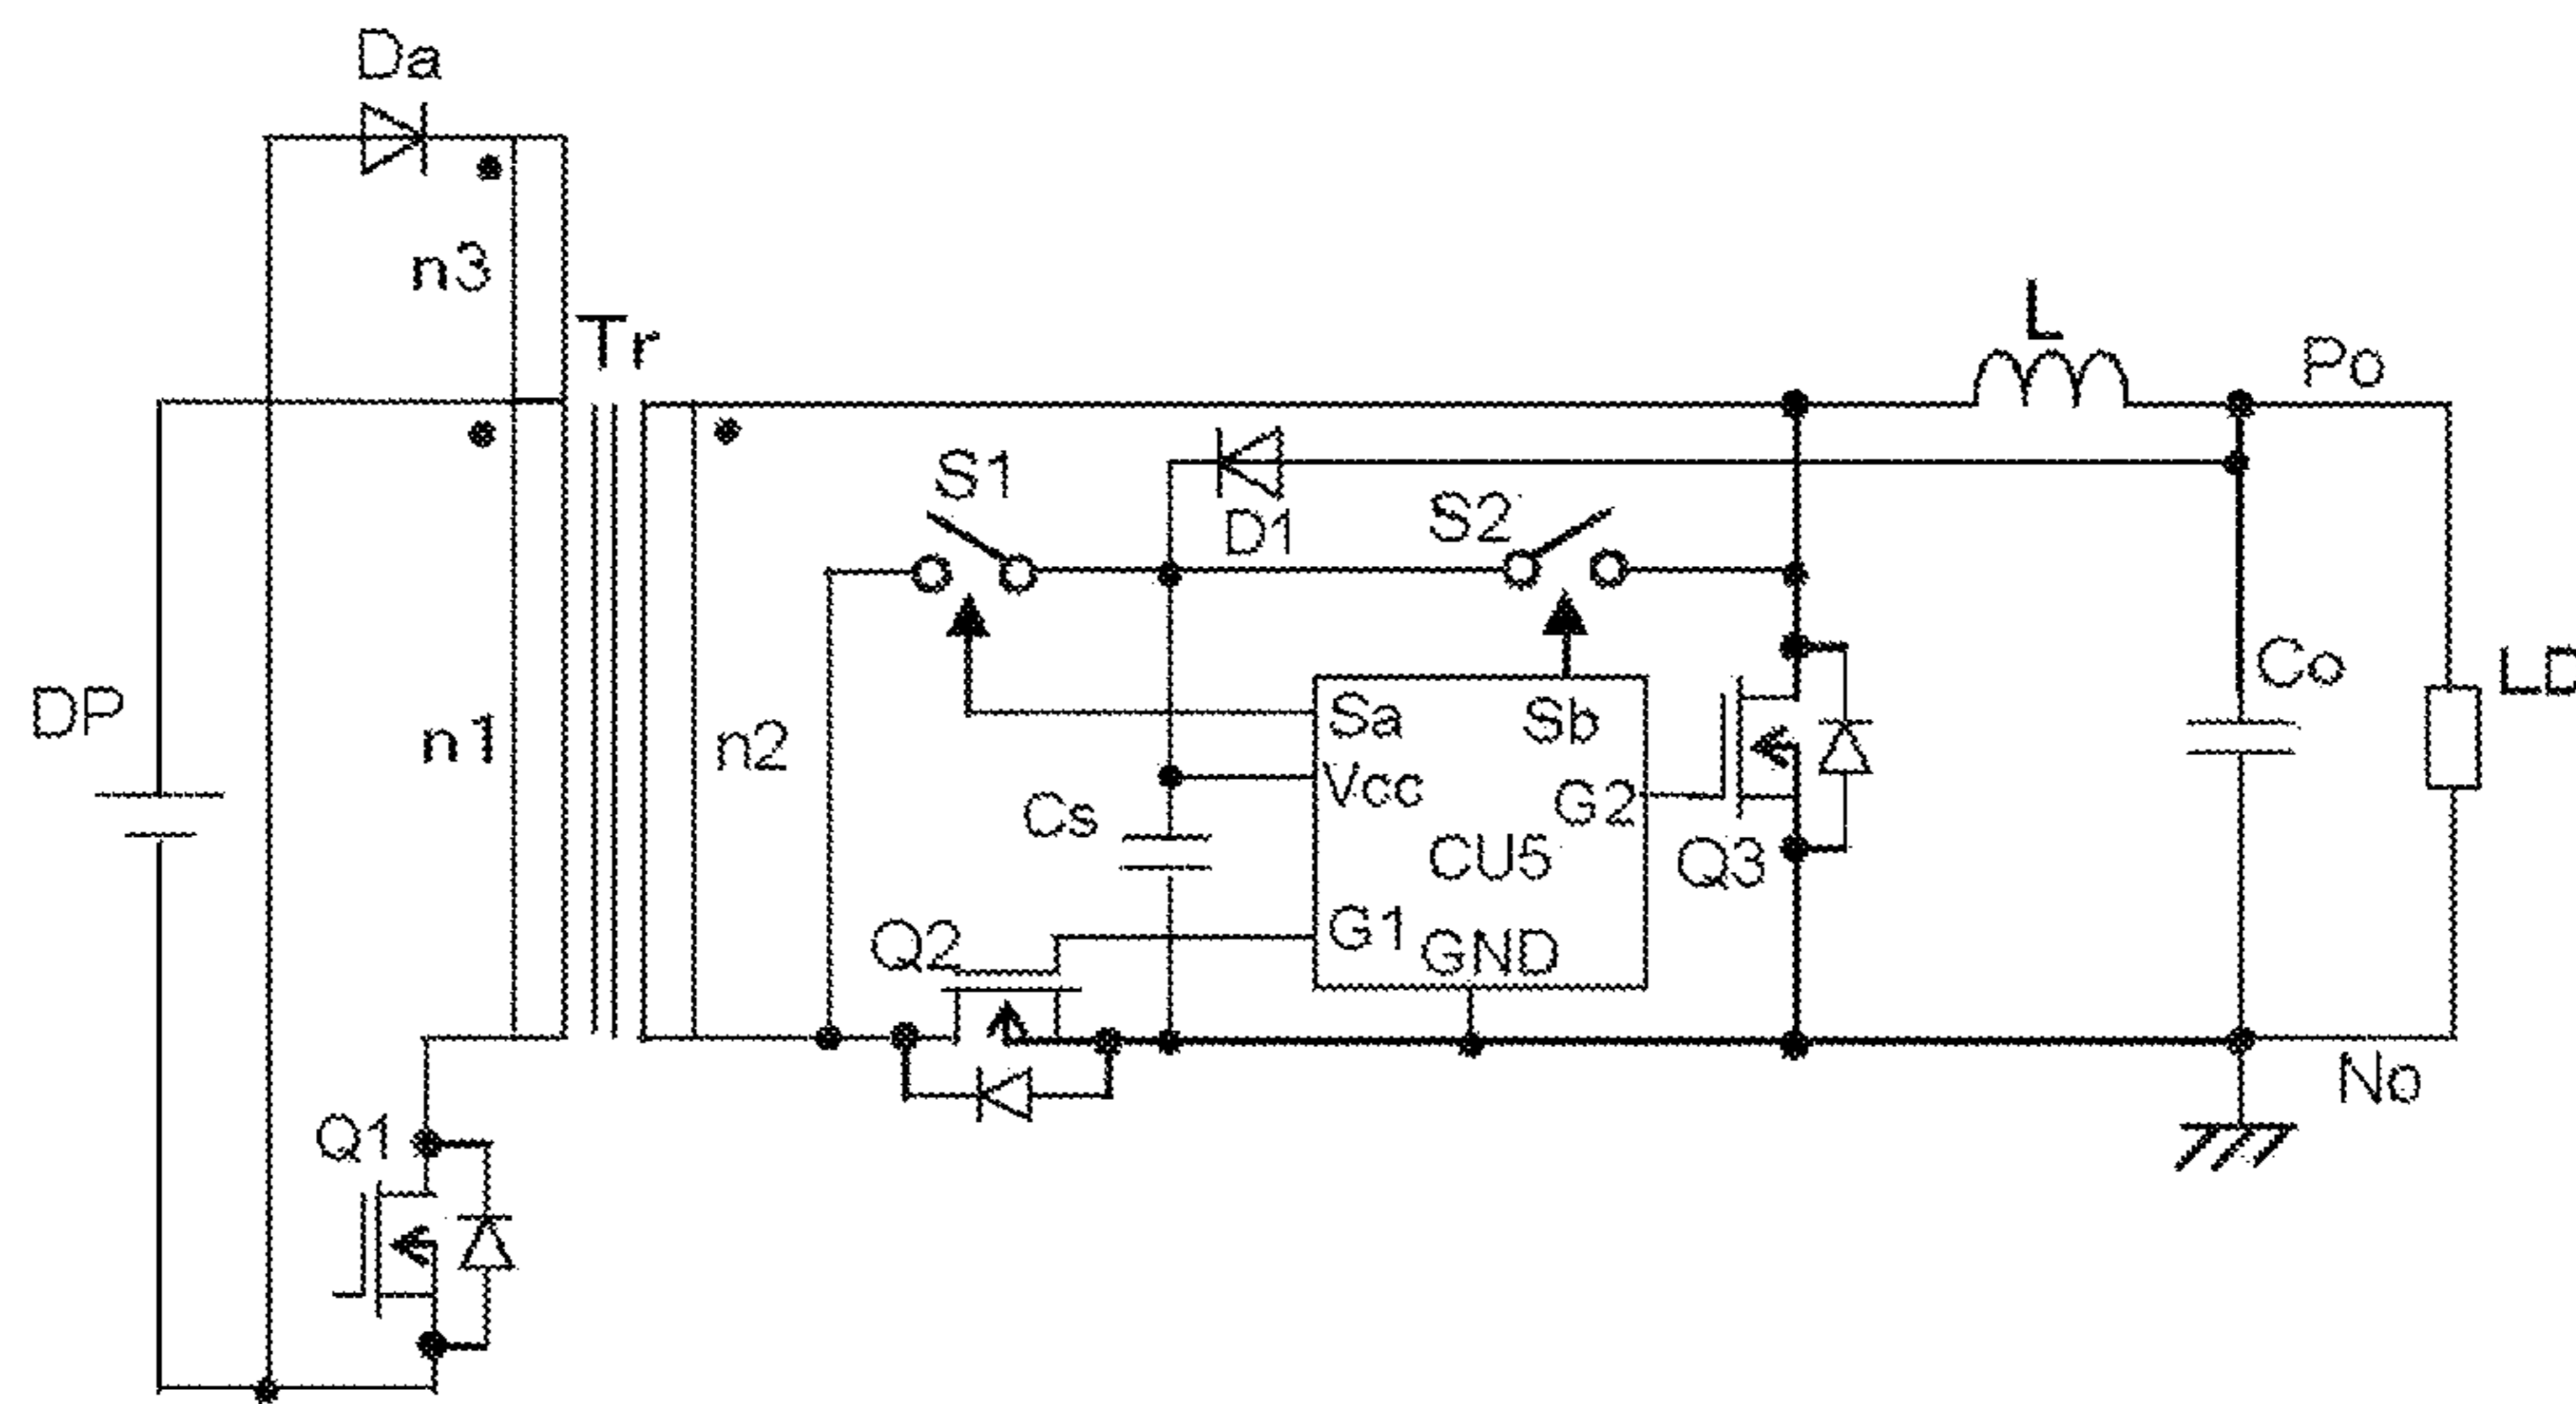 Da
n3
Tr
L
Po
S1
D1
S2
DP
n1
n2
Sa
Sb
Co
LD
Vcc
Cs
G2
CU5
Q3
Q2
G1
GND
No
Q1